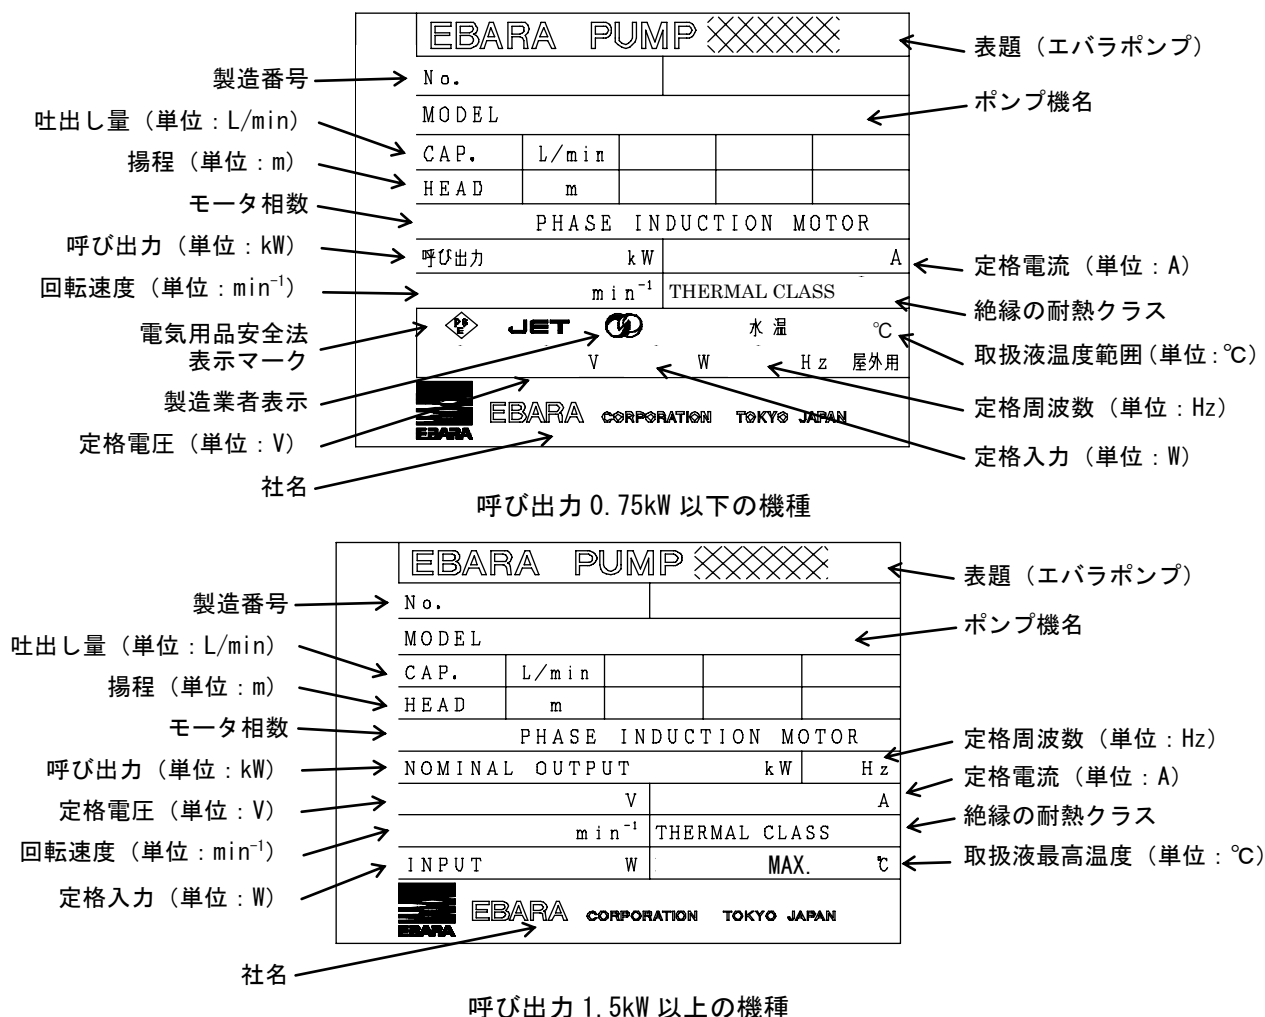 EBARA PUMP
表題（エバラポンプ）
製造番号
No.
ポンプ機名
MODEL
吐出し量（単位：L/min）
CAP. L/min
揚程（単位：m）
HEAD m
モータ相数
PHASE INDUCTION MOTOR
呼び出力（単位：kW）
呼び出力 kW A
定格電流（単位：A）
回転速度（単位：min⁻¹）
min⁻¹ THERMAL CLASS
絶縁の耐熱クラス
電気用品安全法
表示マーク
PS
E
JET
水温 ℃
取扱液温度範囲（単位：℃）
V W Hz 屋外用
製造業者表示
定格周波数（単位：Hz）
EBARA
EBARA CORPORATION TOKYO JAPAN
定格電圧（単位：V）
定格入力（単位：W）
社名
呼び出力 0.75kW 以下の機種
EBARA PUMP
表題（エバラポンプ）
製造番号
No.
ポンプ機名
MODEL
吐出し量（単位：L/min）
CAP. L/min
揚程（単位：m）
HEAD m
モータ相数
PHASE INDUCTION MOTOR
定格周波数（単位：Hz）
呼び出力（単位：kW）
NOMINAL OUTPUT kW Hz
定格電流（単位：A）
定格電圧（単位：V）
V A
絶縁の耐熱クラス
回転速度（単位：min⁻¹）
min⁻¹ THERMAL CLASS
取扱液最高温度（単位：℃）
INPUT W MAX. ℃
定格入力（単位：W）
EBARA
EBARA CORPORATION TOKYO JAPAN
社名
呼び出力 1.5kW 以上の機種